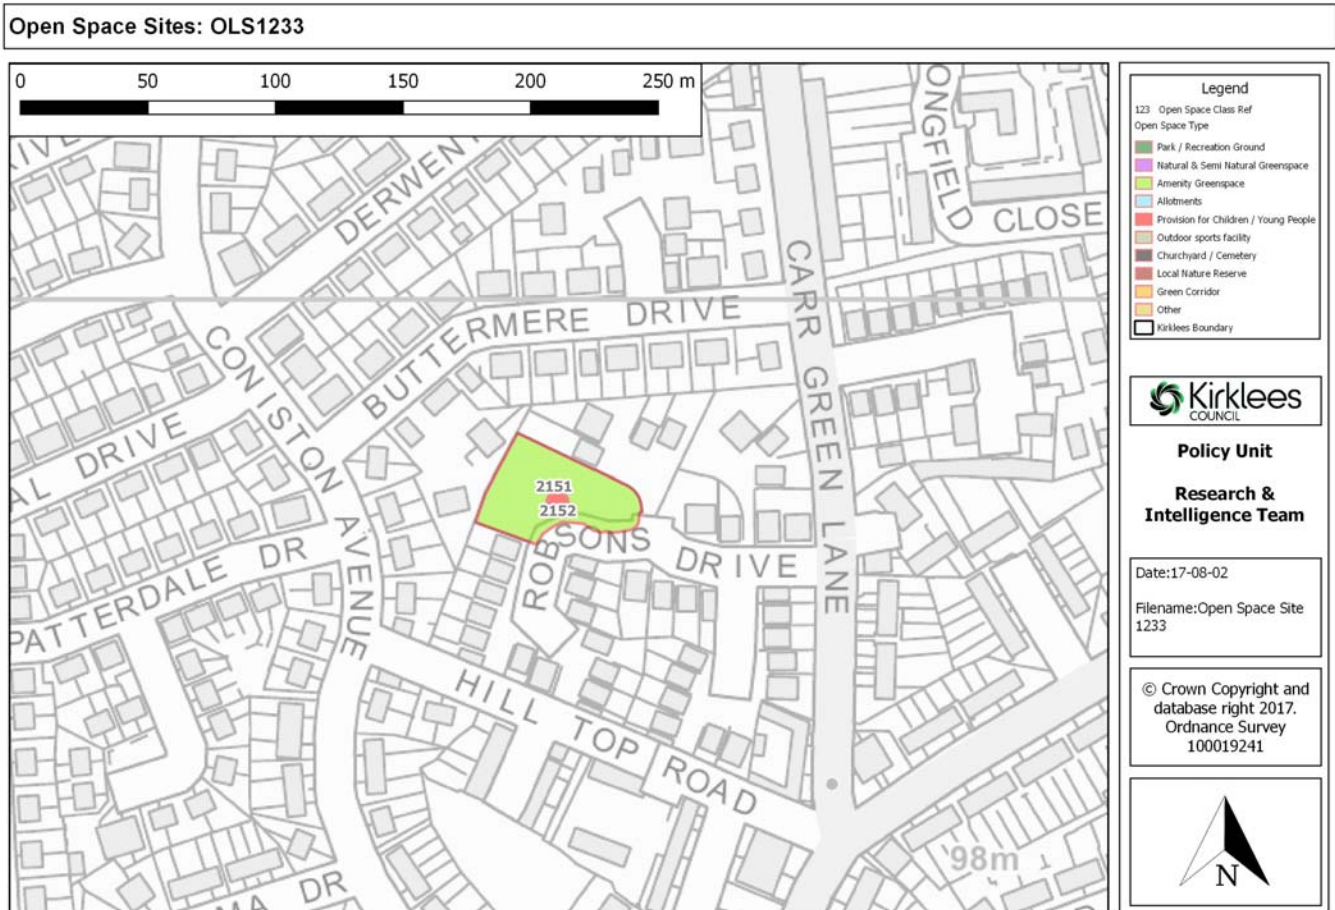 Open Space Sites: OLS1233
0 50 100 150 200 250 m
DERWENT
ONGFIELD CLOSE
CARR GREEN LANE
BUTTERMERE DRIVE
CONISTON AVENUE
AL DRIVE
2151
2152
ROBSONS DRIVE
PATTERDALE DR
HILL TOP ROAD
98m
MA DR
Legend
123 Open Space Class Ref
Open Space Type
Park / Recreation Ground
Natural & Semi Natural Greenspace
Amenity Greenspace
Allotments
Provision for Children / Young People
Outdoor sports facility
Churchyard / Cemetery
Local Nature Reserve
Green Corridor
Other
Kirklees Boundary
Kirklees
COUNCIL
Policy Unit
Research &
Intelligence Team
Date:17-08-02
Filename:Open Space Site
1233
© Crown Copyright and
database right 2017.
Ordnance Survey
100019241
N